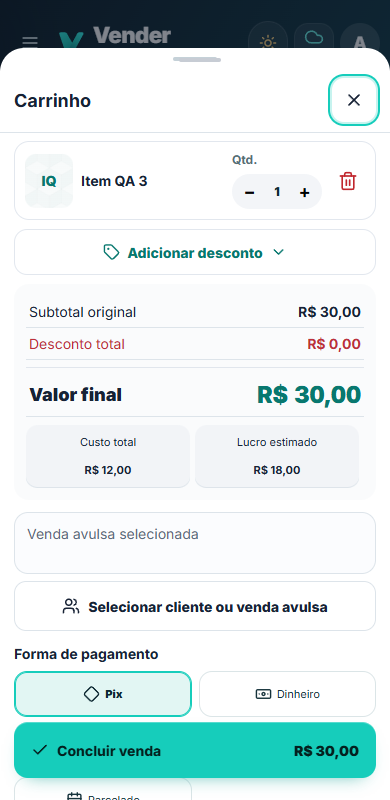 Vender
A
Carrinho
IQ
Item QA 3
Qtd.
− 1 +
Adicionar desconto
Subtotal original R$ 30,00
Desconto total R$ 0,00
Valor final R$ 30,00
Custo total
R$ 12,00
Lucro estimado
R$ 18,00
Venda avulsa selecionada
Selecionar cliente ou venda avulsa
Forma de pagamento
Pix
Dinheiro
Concluir venda R$ 30,00
Parcelado